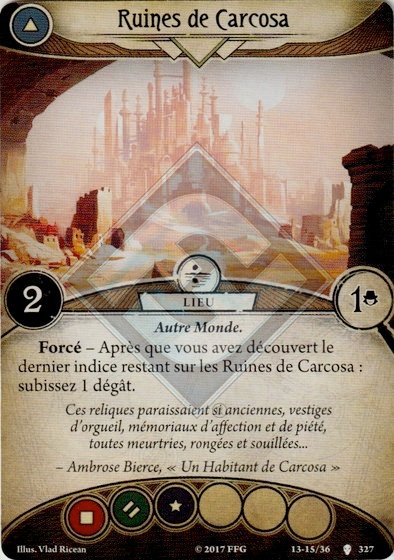 Ruines de Carcosa
2
LIEU
1
Autre Monde.
Forcé – Après que vous avez découvert le
dernier indice restant sur les Ruines de Carcosa :
subissez 1 dégât.
Ces reliques paraissaient si anciennes, vestiges
d'orgueil, mémoriaux d'affection et de piété,
toutes meurtries, rongées et souillées...
– Ambrose Bierce, « Un Habitant de Carcosa »
Illus. Vlad Ricean © 2017 FFG 13-15/36 327